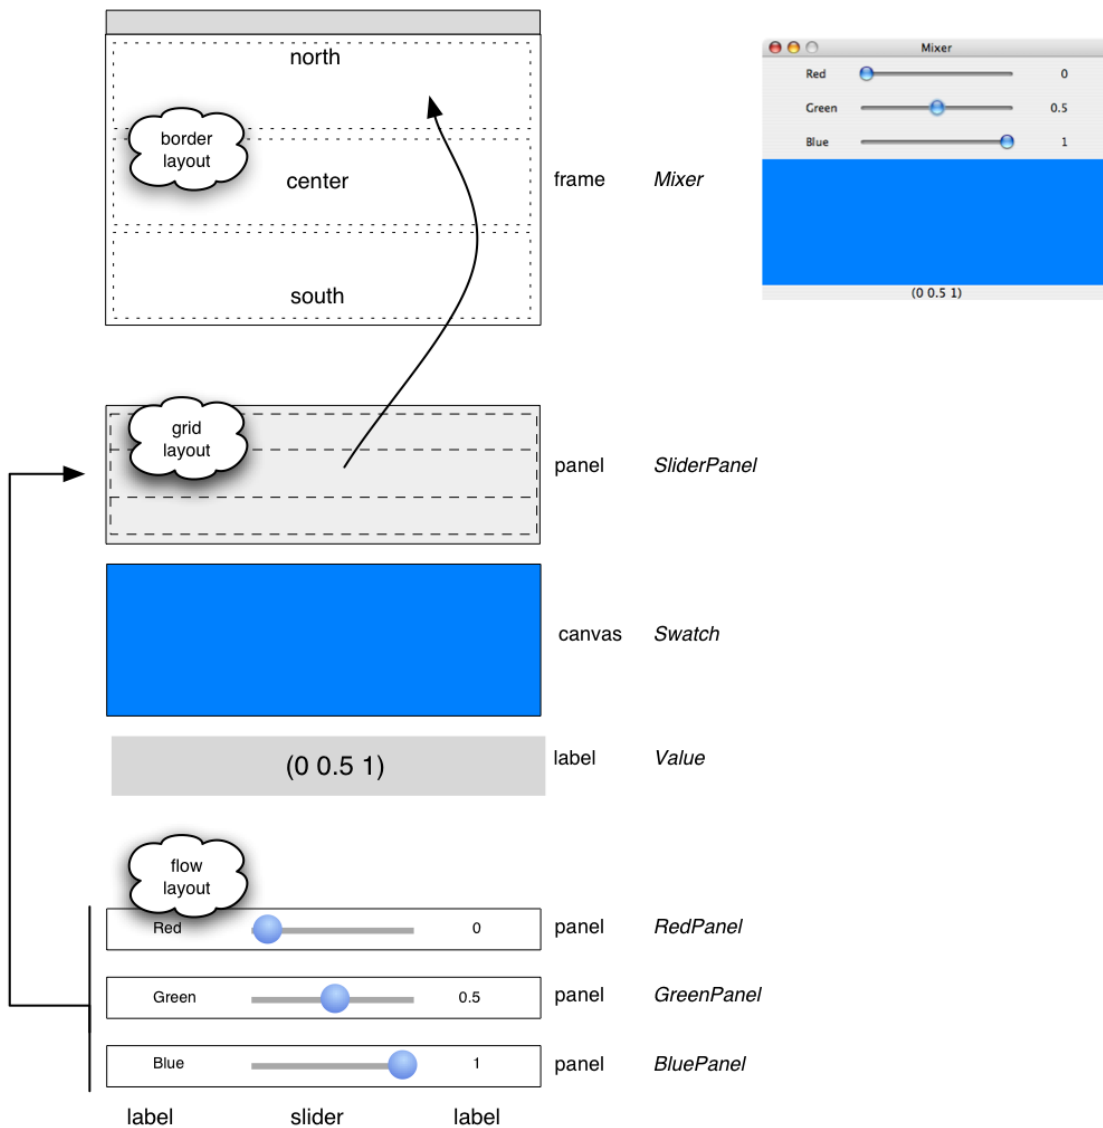 north
border
layout
center
frame Mixer
south
Mixer
Red 0
Green 0.5
Blue 1
(0 0.5 1)
grid
layout
panel SliderPanel
canvas Swatch
(0 0.5 1)
label Value
flow
layout
Red 0
panel RedPanel
Green 0.5
panel GreenPanel
Blue 1
panel BluePanel
label slider label